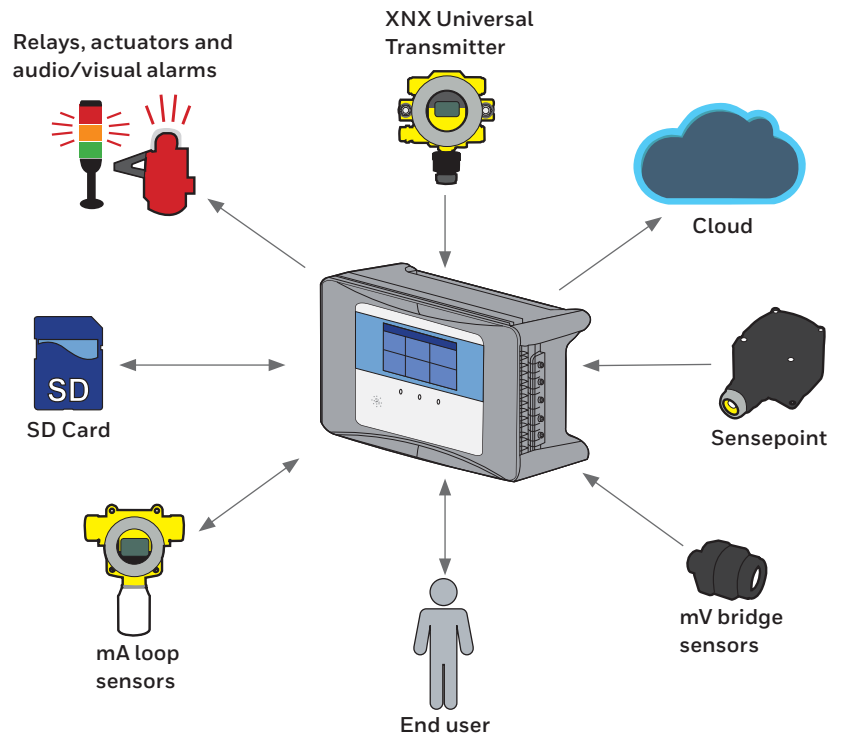 XNX Universal
Transmitter
Relays, actuators and
audio/visual alarms
Cloud
SD
SD Card
Sensepoint
mA loop
sensors
mV bridge
sensors
End user